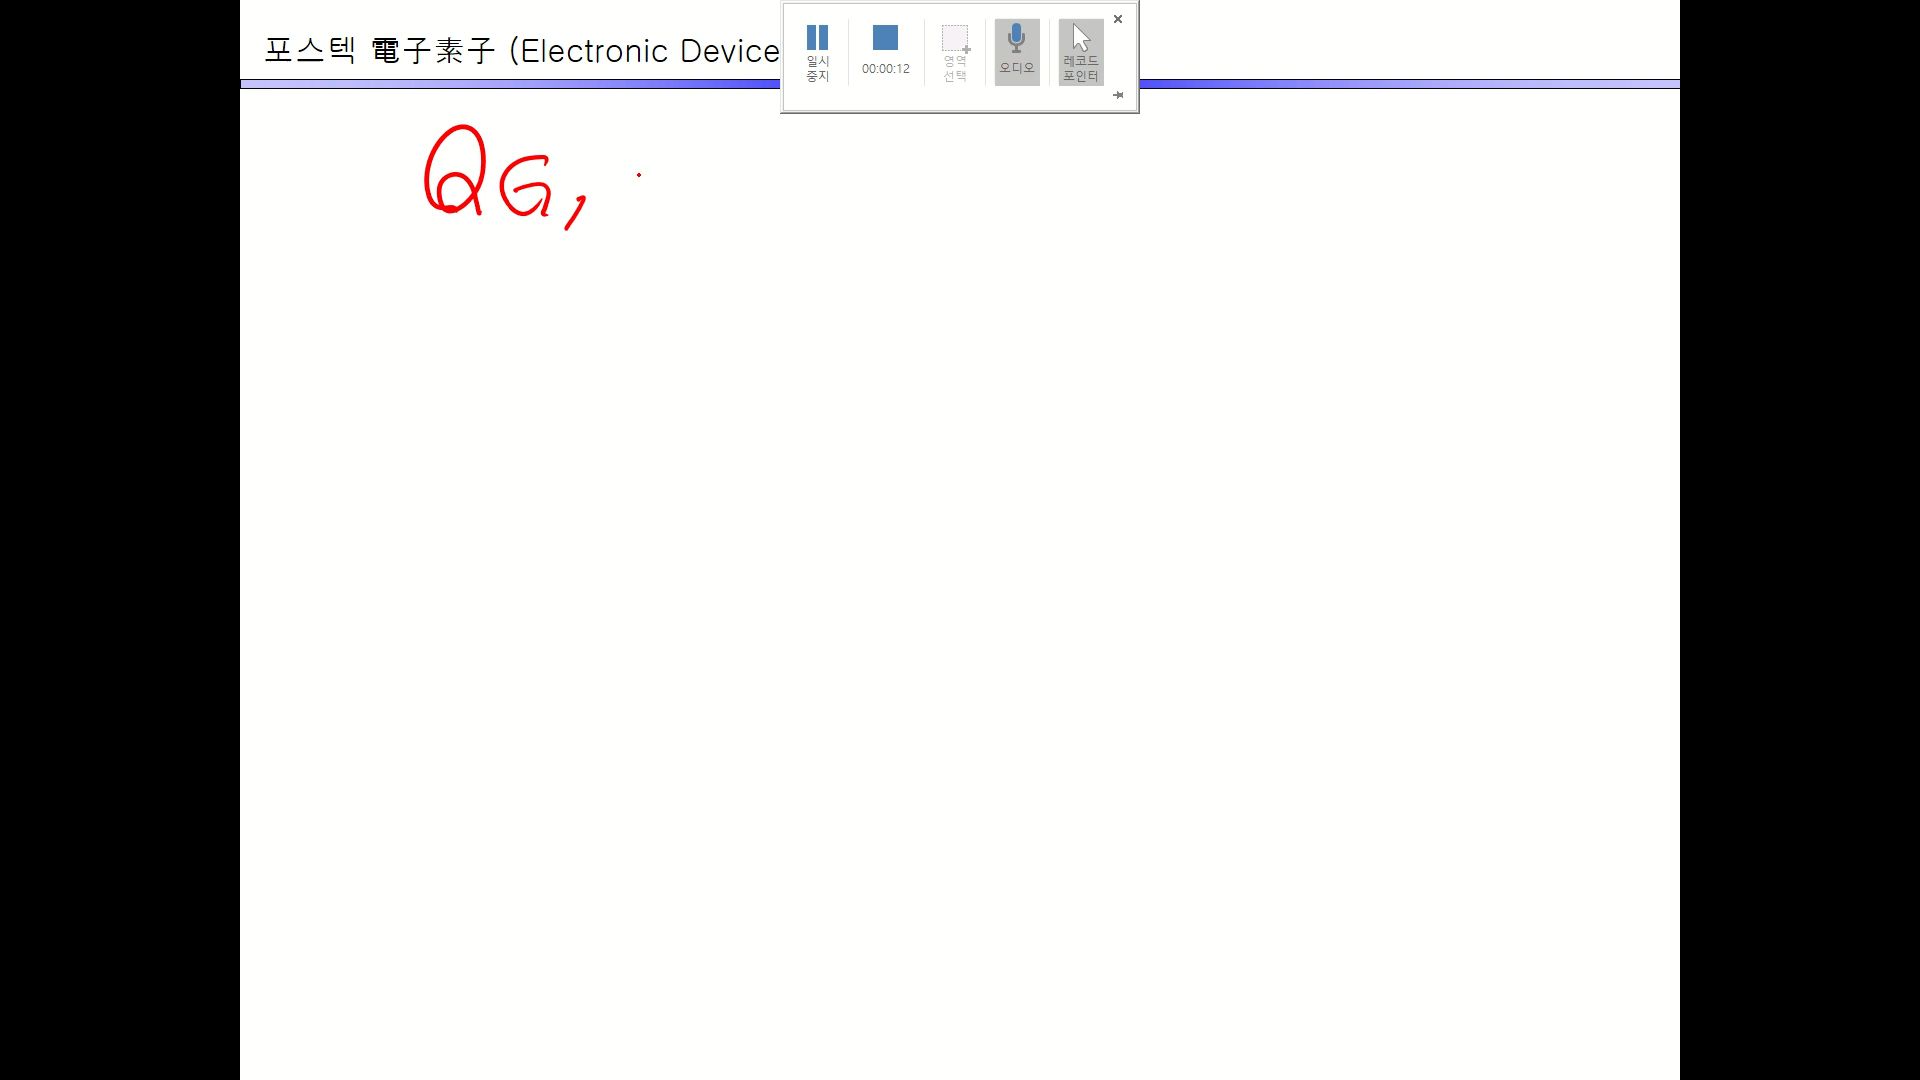 포스텍 電子素子 (Electronic Device
일시
중지
00:00:12
영역
선택
오디오
레코드
포인터
QG,